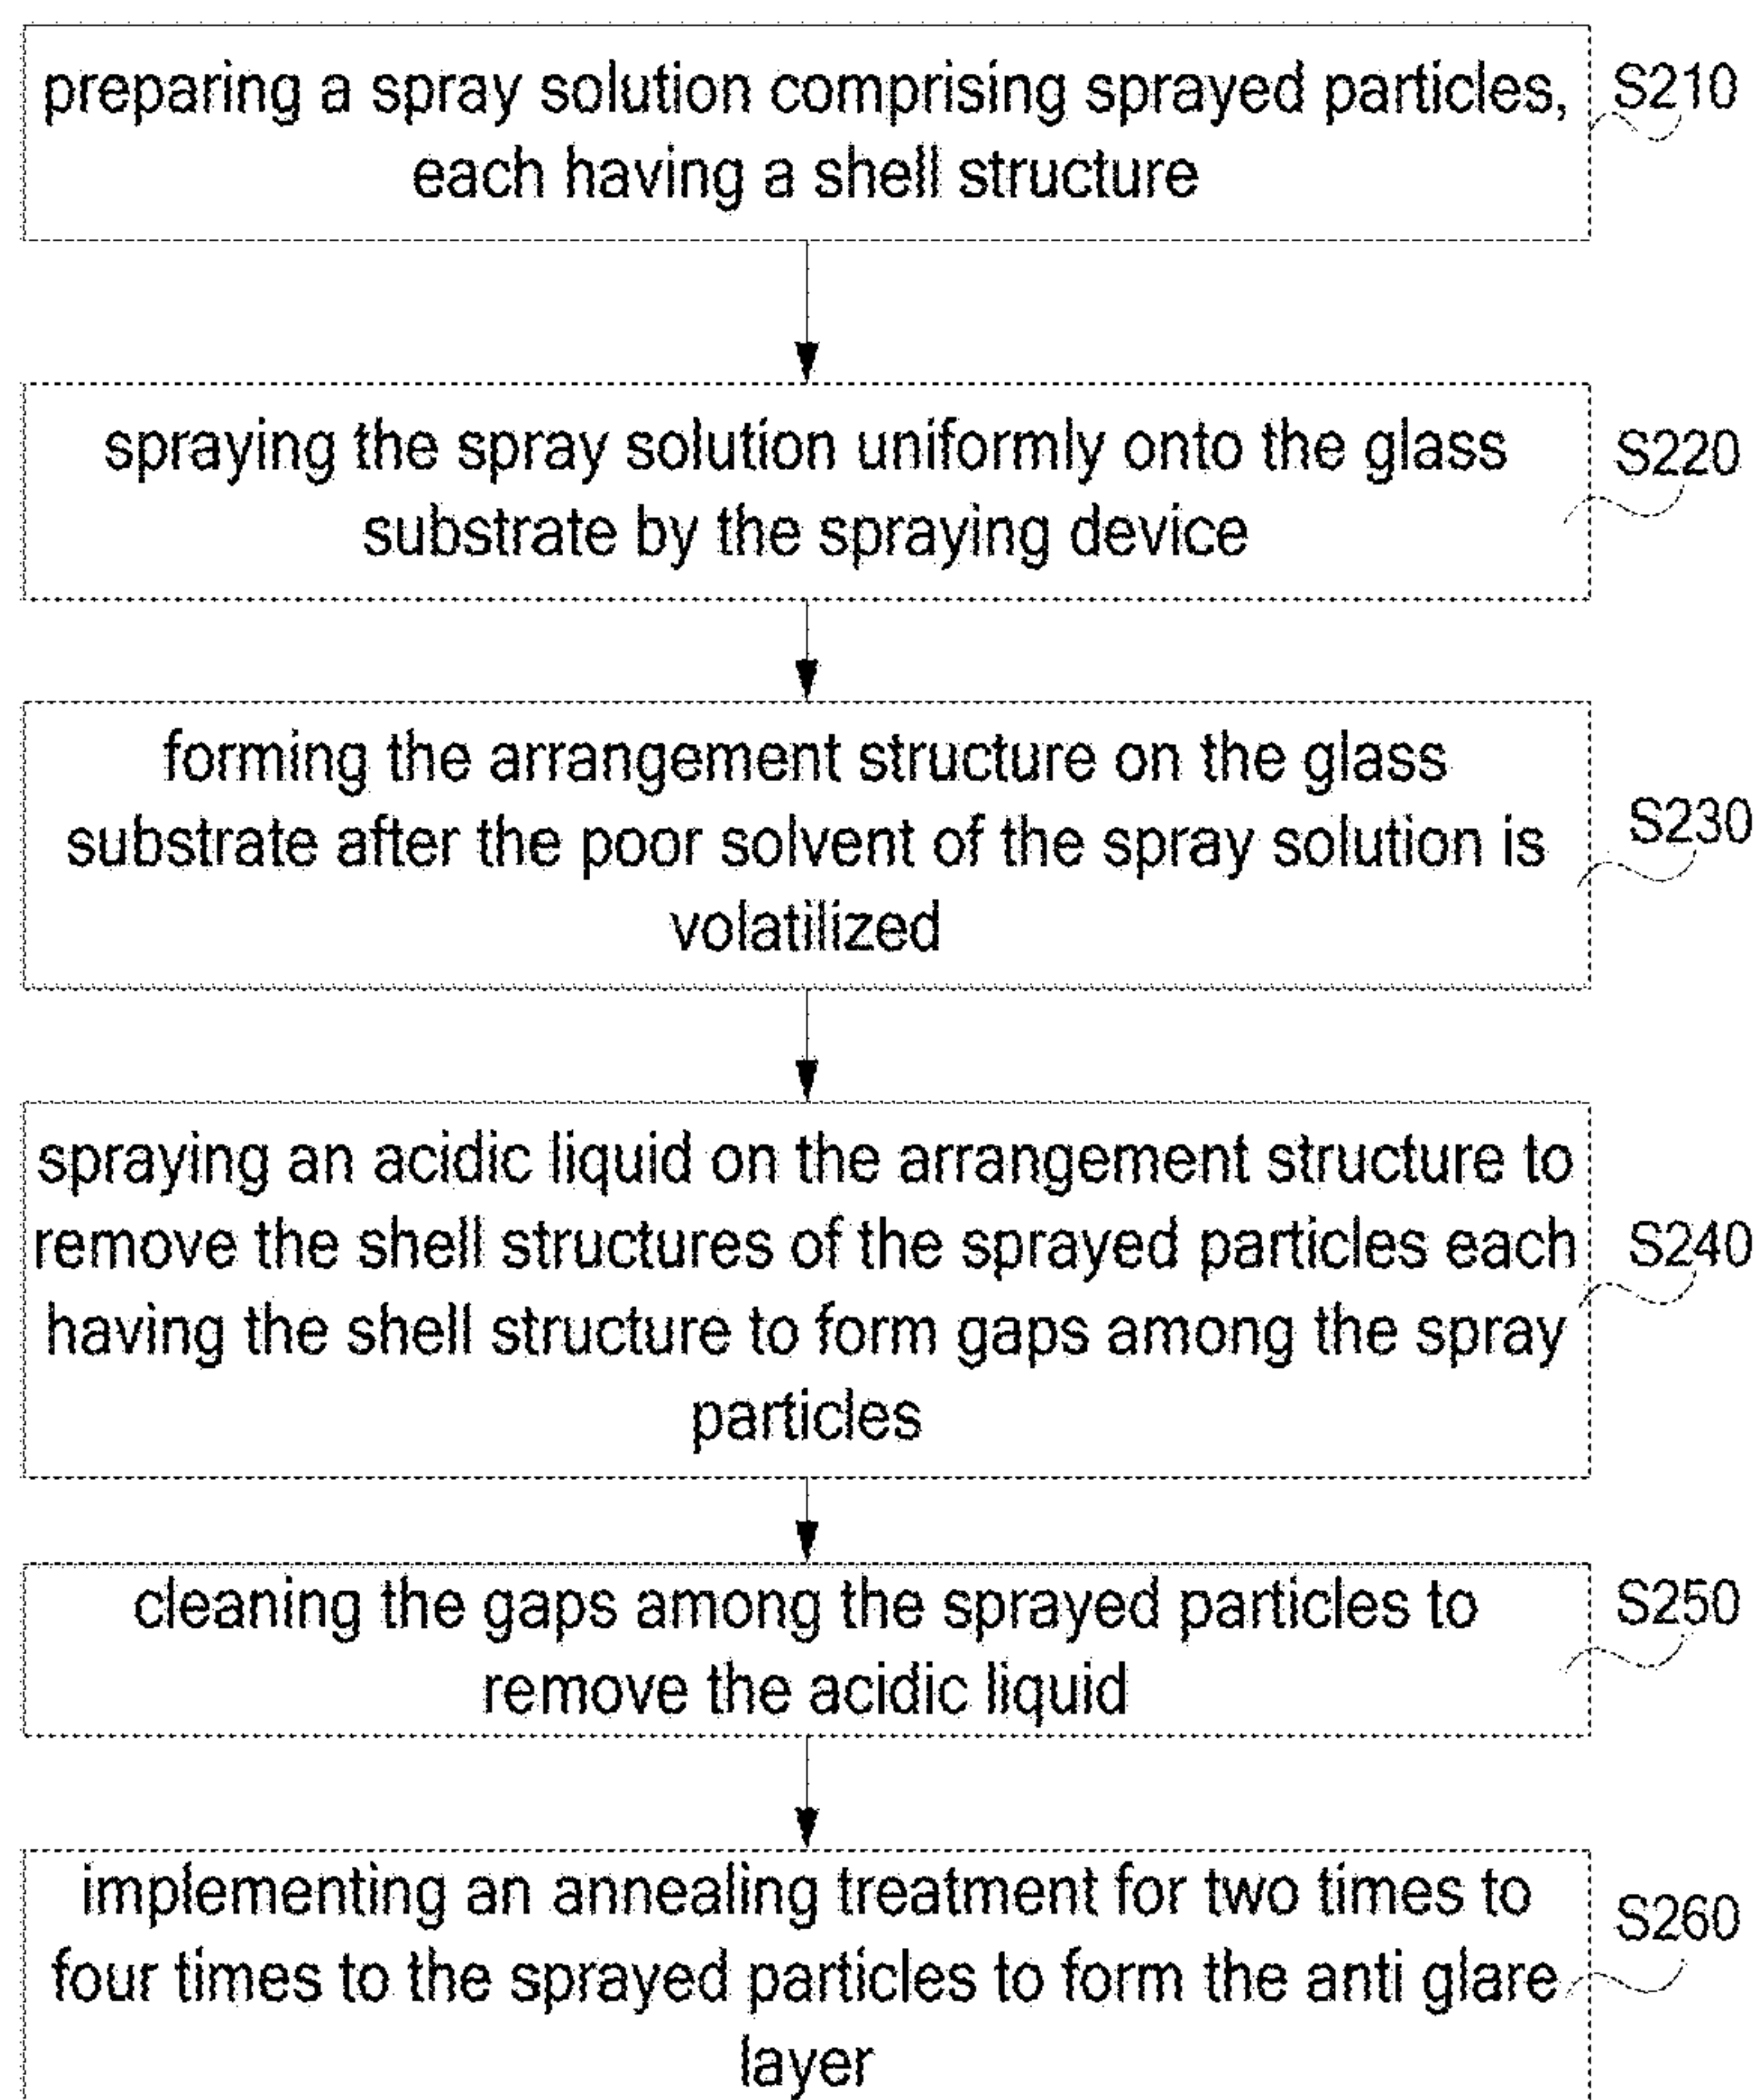 preparing a spray solution comprising sprayed particles,
each having a shell structure
S210
spraying the spray solution uniformly onto the glass
substrate by the spraying device
S220
forming the arrangement structure on the glass
substrate after the poor solvent of the spray solution is
volatilized
S230
spraying an acidic liquid on the arrangement structure to
remove the shell structures of the sprayed particles each
having the shell structure to form gaps among the spray
particles
S240
cleaning the gaps among the sprayed particles to
remove the acidic liquid
S250
implementing an annealing treatment for two times to
four times to the sprayed particles to form the anti glare
layer
S260